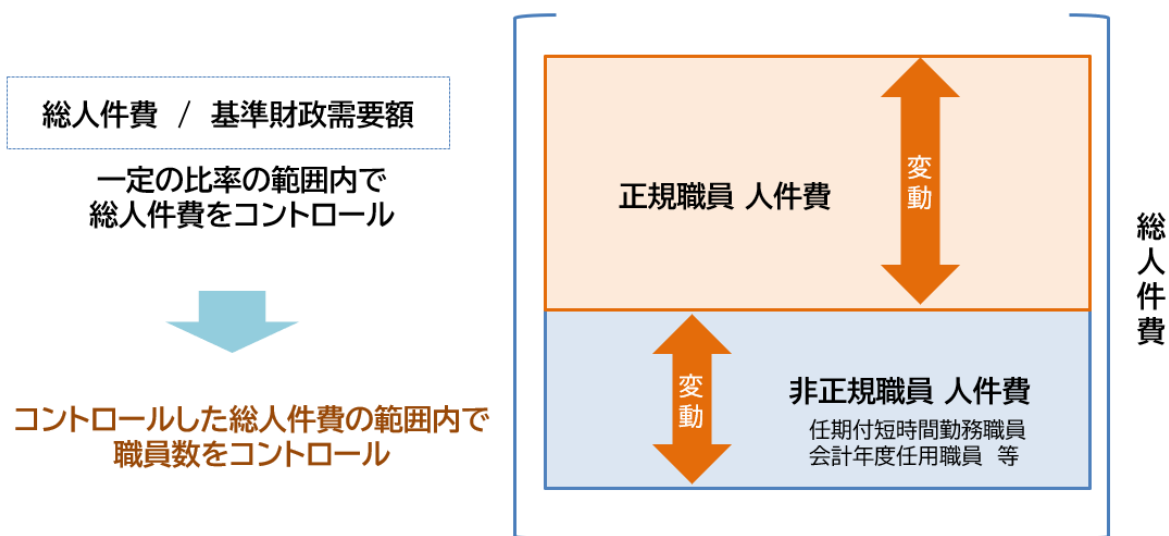 総人件費 / 基準財政需要額
一定の比率の範囲内で
総人件費をコントロール
コントロールした総人件費の範囲内で
職員数をコントロール
正規職員 人件費
変動
変動
非正規職員 人件費
任期付短時間勤務職員
会計年度任用職員 等
総人件費